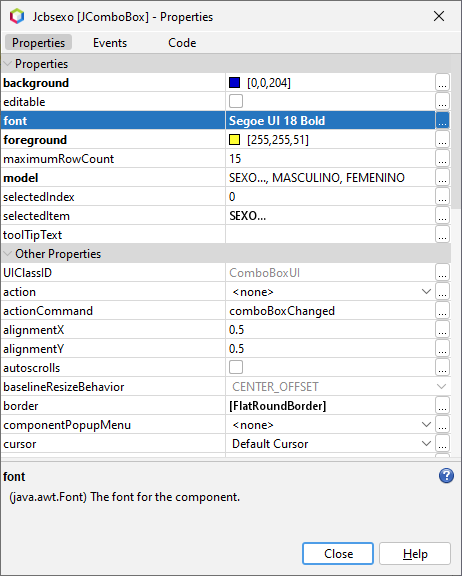 Jcbsexo [JComboBox] - Properties
Properties Events Code
Properties
background [0,0,204] ...
editable ...
font Segoe UI 18 Bold ...
foreground [255,255,51] ...
maximumRowCount 15 ...
model SEXO..., MASCULINO, FEMENINO ...
selectedIndex 0 ...
selectedItem SEXO... ...
toolTipText ...
Other Properties
UIClassID ComboBoxUI ...
action <none> ...
actionCommand comboBoxChanged ...
alignmentX 0.5 ...
alignmentY 0.5 ...
autoscrolls ...
baselineResizeBehavior CENTER_OFFSET ...
border [FlatRoundBorder] ...
componentPopupMenu <none> ...
cursor Default Cursor ...
font
(java.awt.Font) The font for the component.
Close Help